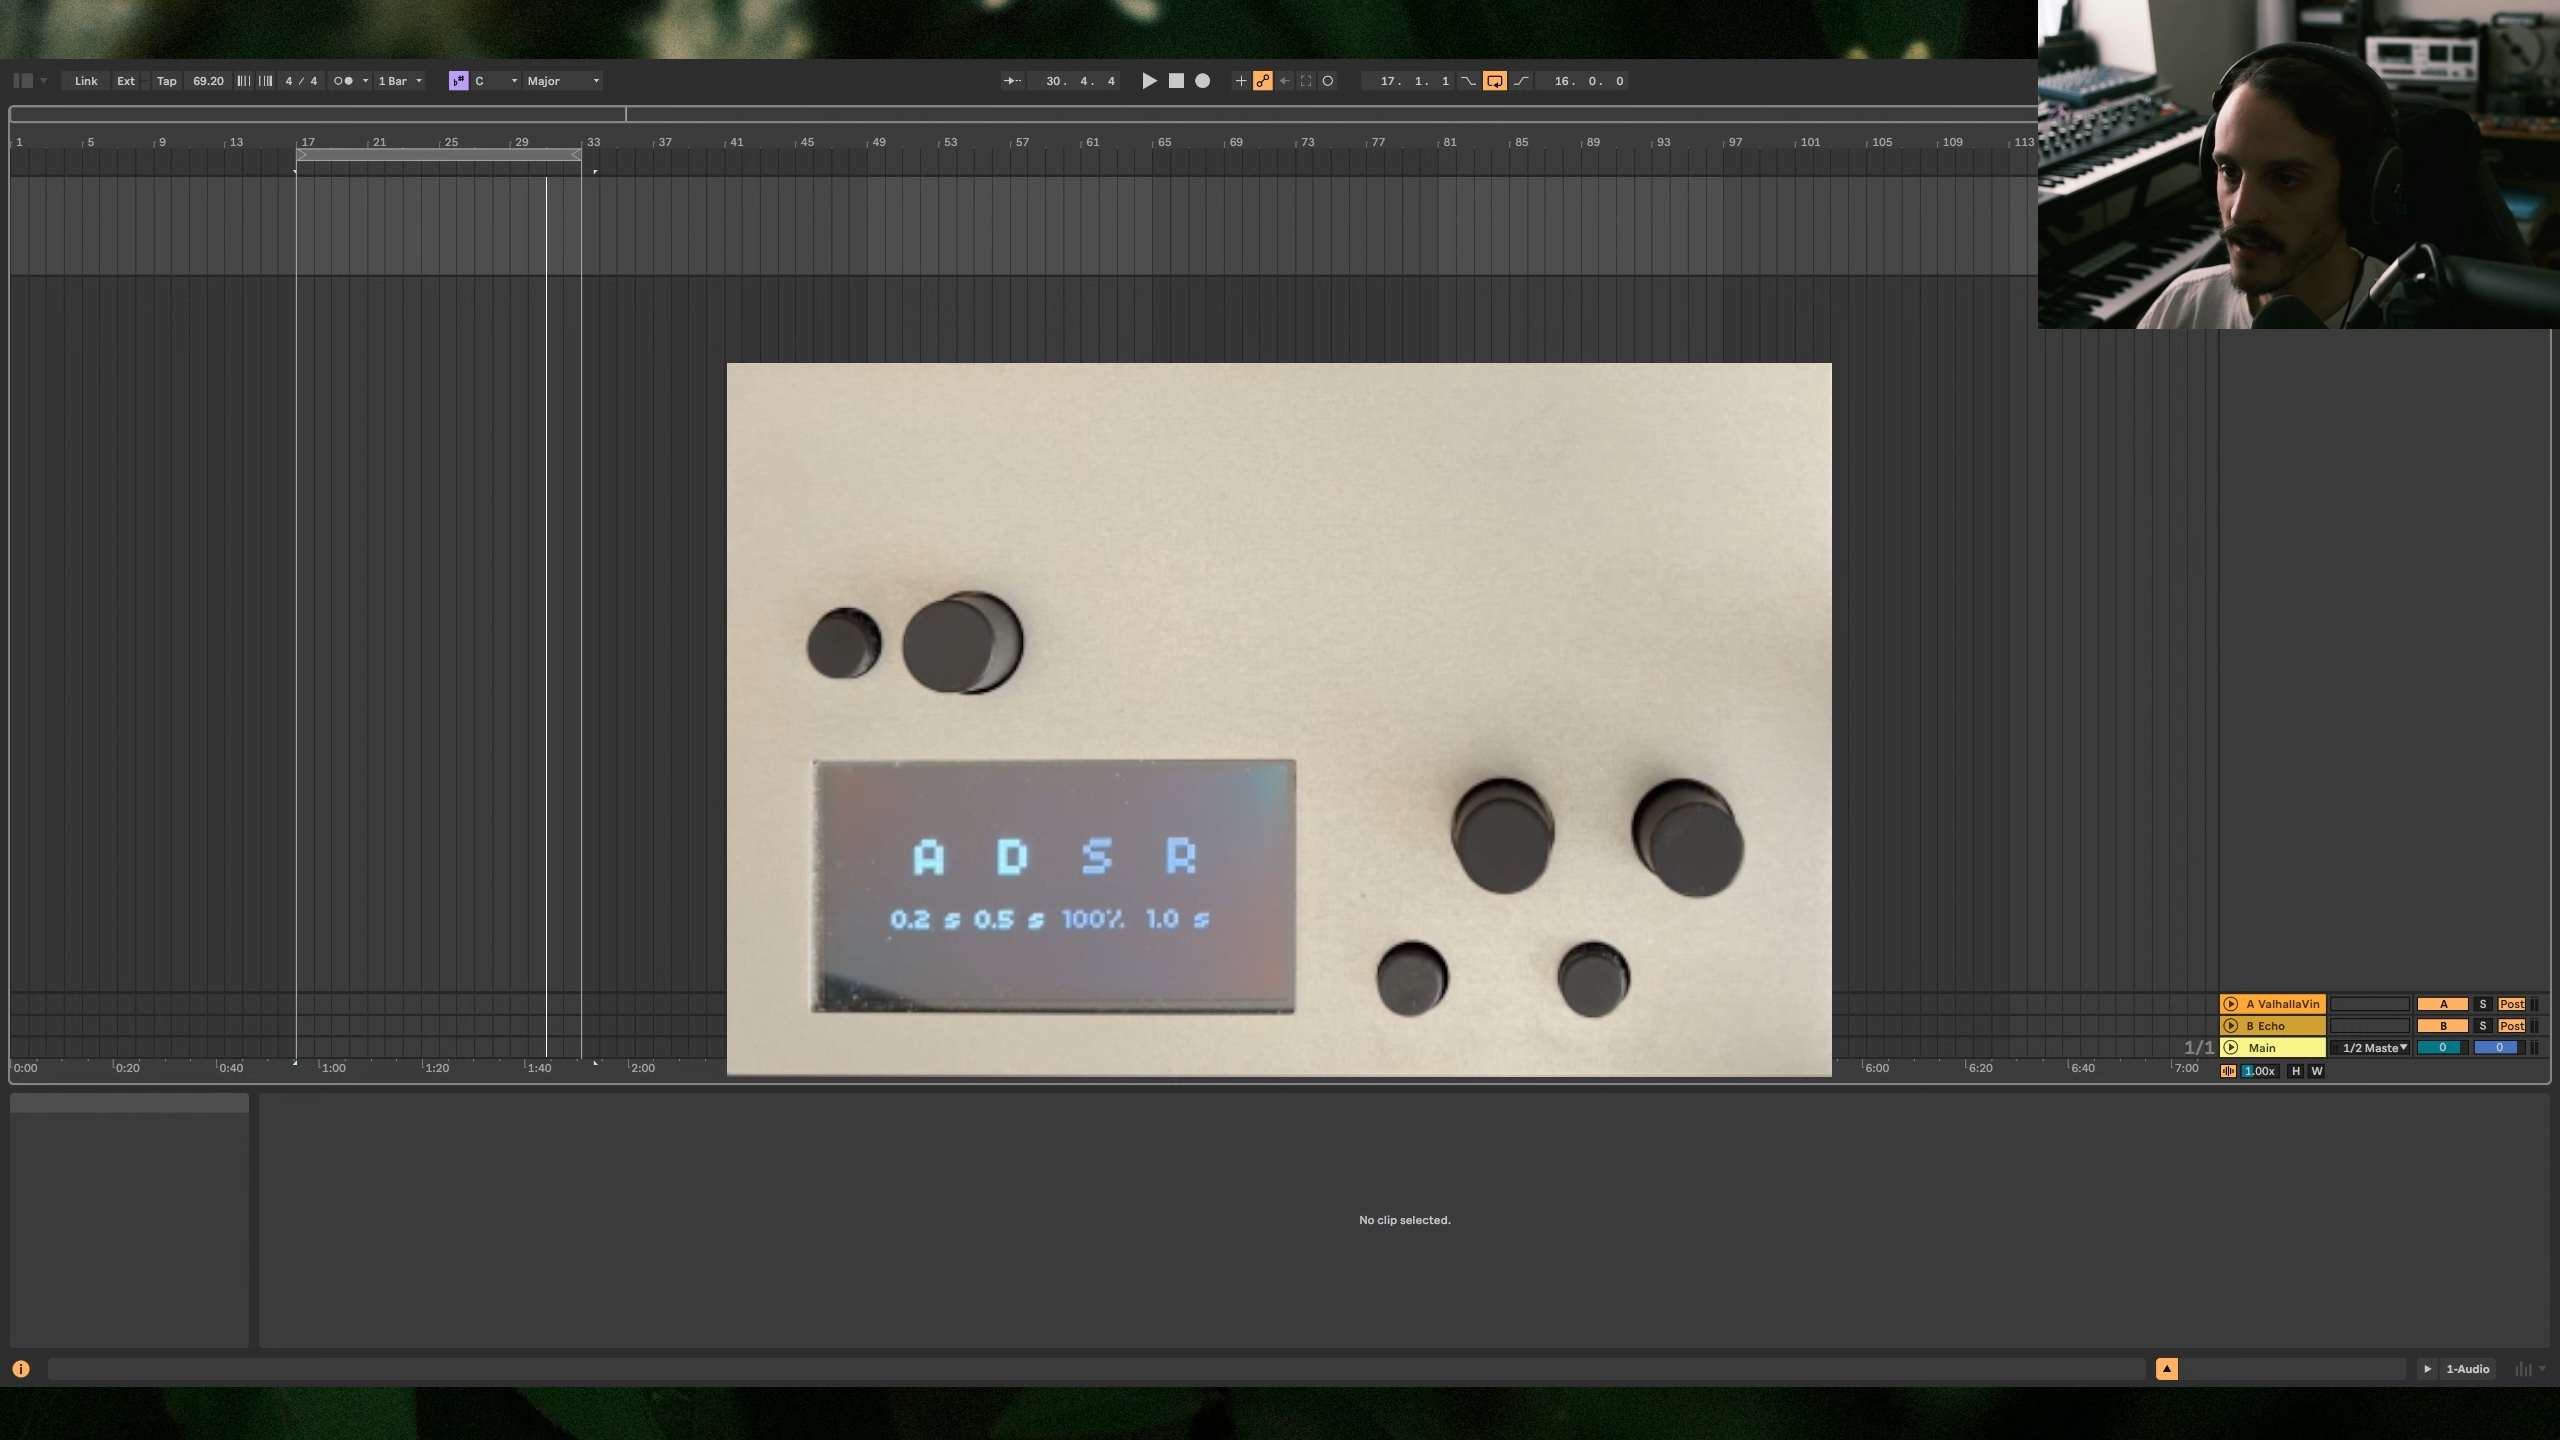 Link Ext Tap 69.20 4 / 4 1 Bar C Major 30. 4. 4 17. 1. 1 16. 0. 0
1 5 9 13 17 21 25 29 33 37 41 45 49 53 57 61 65 69 73 77 81 85 89 93 97 101 105 109 113
A D S R
0.2 s 0.5 s 100% 1.0 s
A ValhallaVin A S Post
B Echo B S Post
1/1 Main 1/2 Maste 0 0
0:00 0:20 0:40 1:00 1:20 1:40 2:00 6:00 6:20 6:40 7:00 1.00x H W
No clip selected.
1-Audio